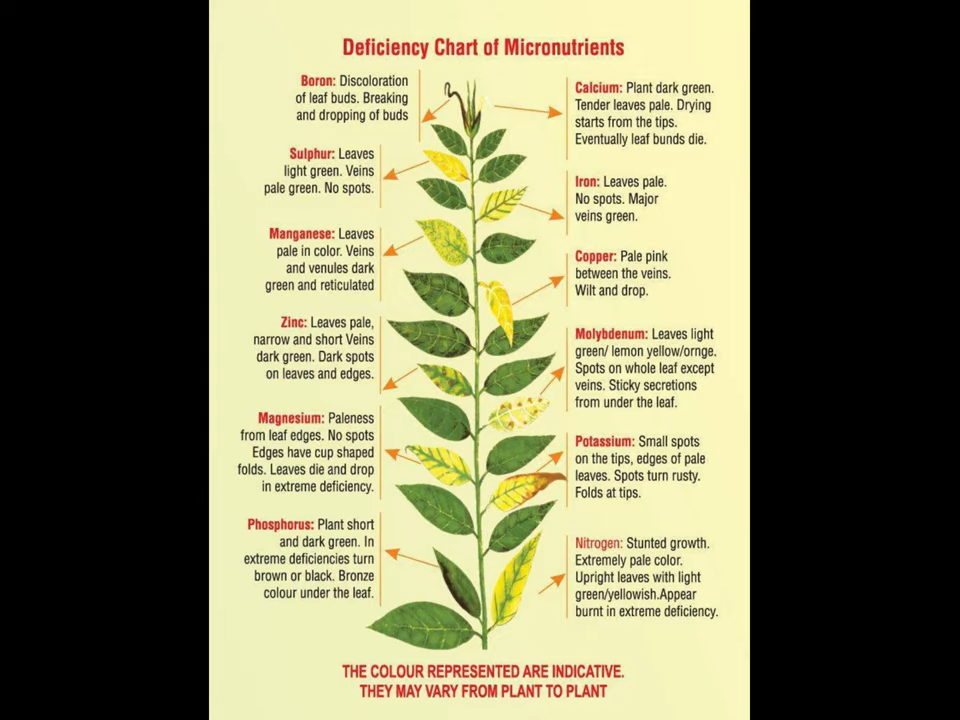 Deficiency Chart of Micronutrients
Boron: Discoloration
of leaf buds. Breaking
and dropping of buds
Sulphur: Leaves
light green. Veins
pale green. No spots.
Manganese: Leaves
pale in color. Veins
and venules dark
green and reticulated
Zinc: Leaves pale,
narrow and short Veins
dark green. Dark spots
on leaves and edges.
Magnesium: Paleness
from leaf edges. No spots
Edges have cup shaped
folds. Leaves die and drop
in extreme deficiency.
Phosphorus: Plant short
and dark green. In
extreme deficiencies turn
brown or black. Bronze
colour under the leaf.
Calcium: Plant dark green.
Tender leaves pale. Drying
starts from the tips.
Eventually leaf bunds die.
Iron: Leaves pale.
No spots. Major
veins green.
Copper: Pale pink
between the veins.
Wilt and drop.
Molybdenum: Leaves light
green/ lemon yellow/ornge.
Spots on whole leaf except
veins. Sticky secretions
from under the leaf.
Potassium: Small spots
on the tips, edges of pale
leaves. Spots turn rusty.
Folds at tips.
Nitrogen: Stunted growth.
Extremely pale color.
Upright leaves with light
green/yellowish.Appear
burnt in extreme deficiency.
THE COLOUR REPRESENTED ARE INDICATIVE.
THEY MAY VARY FROM PLANT TO PLANT